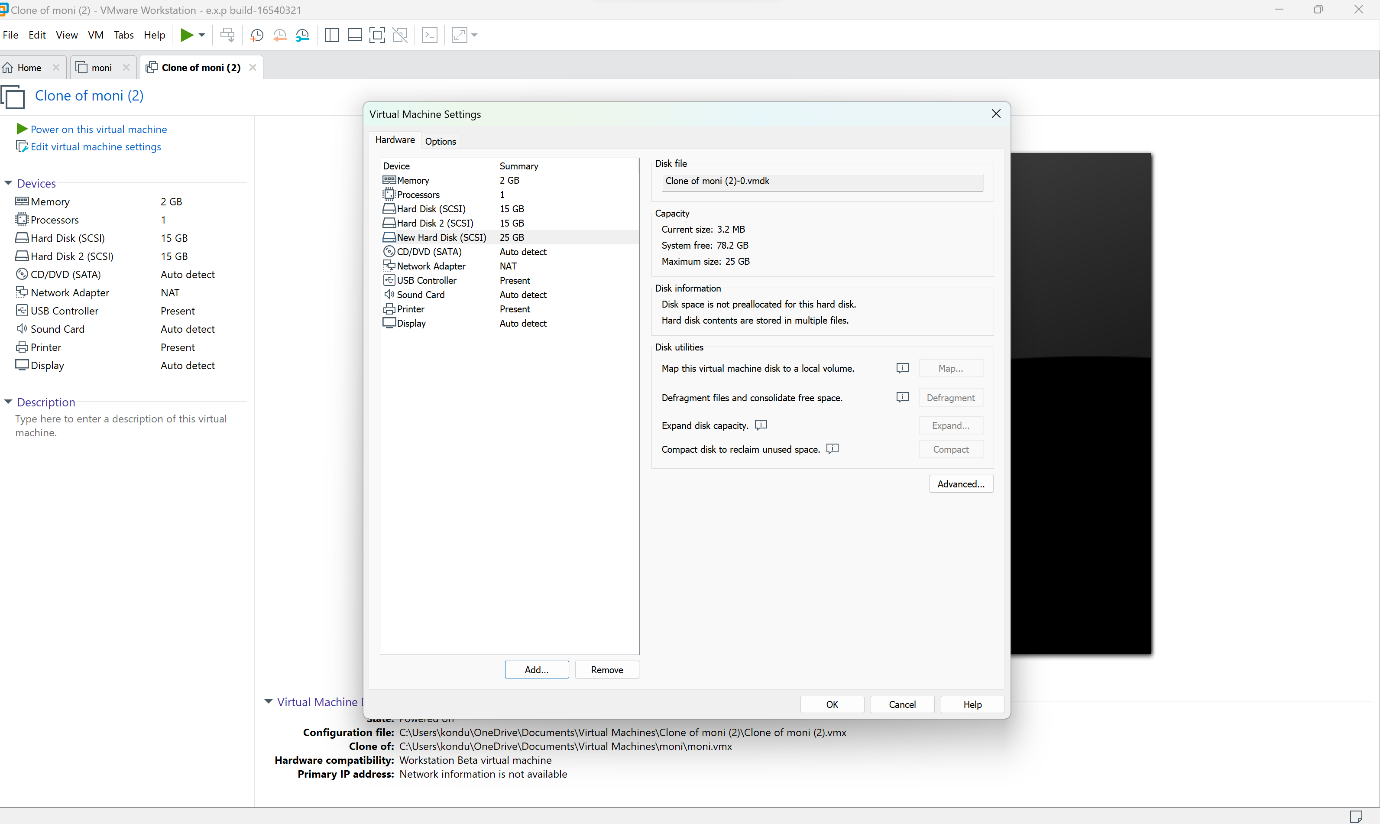 Clone of moni (2) - VMware Workstation - e.x.p build-16540321
File Edit View VM Tabs Help
Home moni Clone of moni (2)
Clone of moni (2)
Power on this virtual machine
Edit virtual machine settings
Devices
Memory 2 GB
Processors 1
Hard Disk (SCSI) 15 GB
Hard Disk 2 (SCSI) 15 GB
CD/DVD (SATA) Auto detect
Network Adapter NAT
USB Controller Present
Sound Card Auto detect
Printer Present
Display Auto detect
Description
Type here to enter a description of this virtual
machine.
Virtual Machine Settings
Hardware Options
Device Summary
Memory 2 GB
Processors 1
Hard Disk (SCSI) 15 GB
Hard Disk 2 (SCSI) 15 GB
New Hard Disk (SCSI) 25 GB
CD/DVD (SATA) Auto detect
Network Adapter NAT
USB Controller Present
Sound Card Auto detect
Printer Present
Display Auto detect
Add... Remove
Disk file
Clone of moni (2)-0.vmdk
Capacity
Current size: 3.2 MB
System free: 78.2 GB
Maximum size: 25 GB
Disk information
Disk space is not preallocated for this hard disk.
Hard disk contents are stored in multiple files.
Disk utilities
Map this virtual machine disk to a local volume. Map...
Defragment files and consolidate free space. Defragment
Expand disk capacity. Expand...
Compact disk to reclaim unused space. Compact
Advanced...
OK Cancel Help
Virtual Machine
State: Powered off
Configuration file: C:\Users\kondu\OneDrive\Documents\Virtual Machines\Clone of moni (2)\Clone of moni (2).vmx
Clone of: C:\Users\kondu\OneDrive\Documents\Virtual Machines\moni\moni.vmx
Hardware compatibility: Workstation Beta virtual machine
Primary IP address: Network information is not available